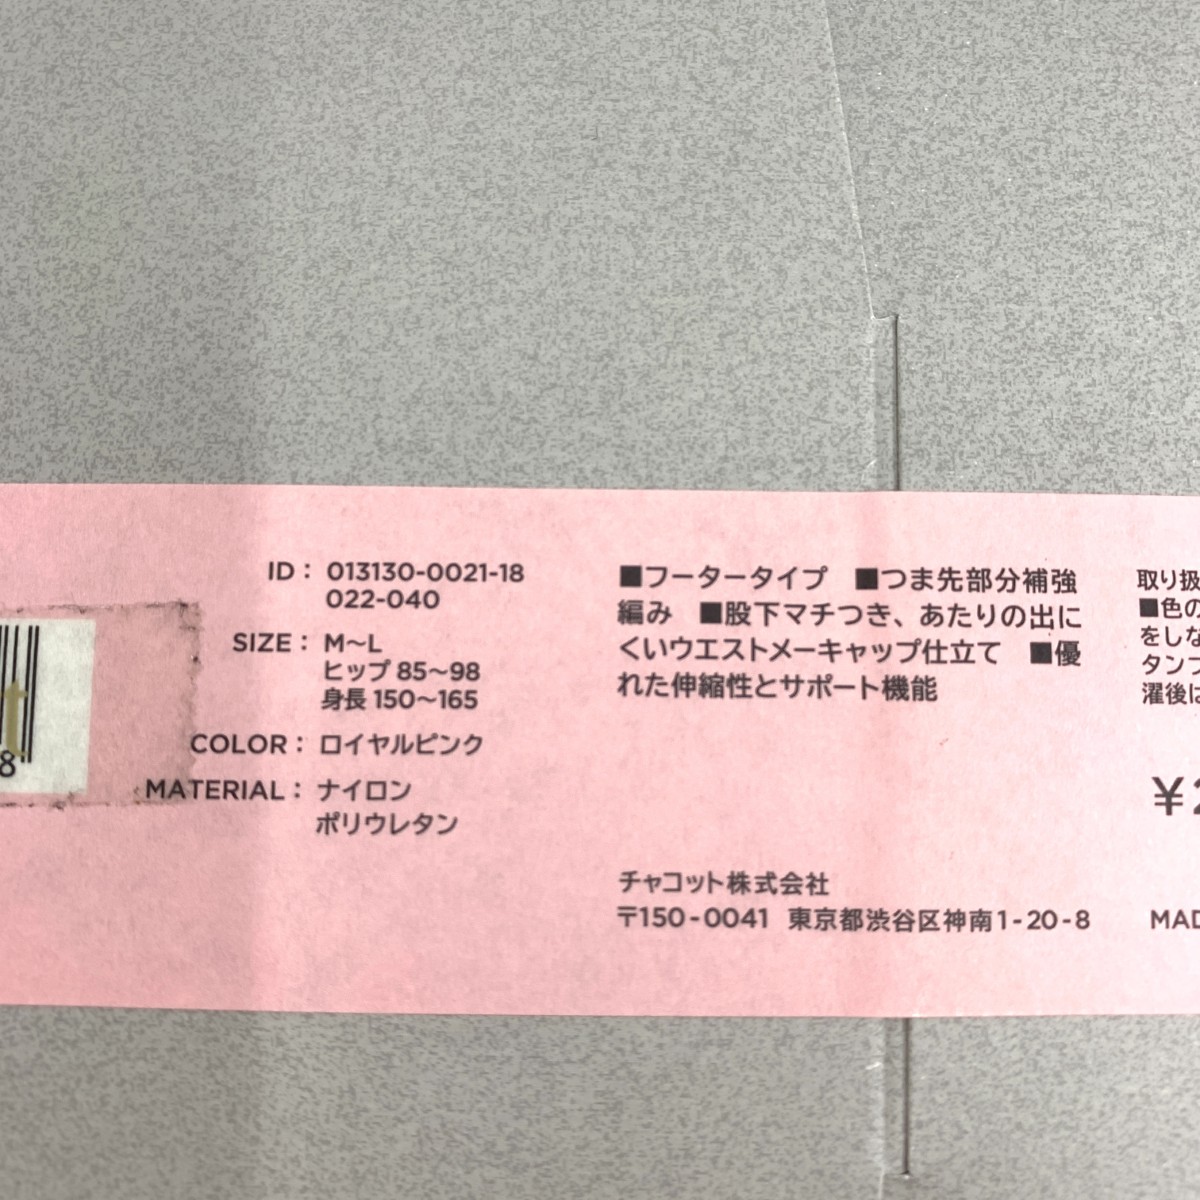 ID： 013130-0021-18
022-040
SIZE： M～L
ヒップ 85～98
身長 150～165
COLOR： ロイヤルピンク
MATERIAL： ナイロン
ポリウレタン
t
8
■フータータイプ ■つま先部分補強
編み ■股下マチつき、あたりの出に
くいウエストメーキャップ仕立て ■優
れた伸縮性とサポート機能
チャコット株式会社
〒150-0041 東京都渋谷区神南1-20-8
取り扱
■色の
をしな
タンブ
濯後は
¥2
MAD